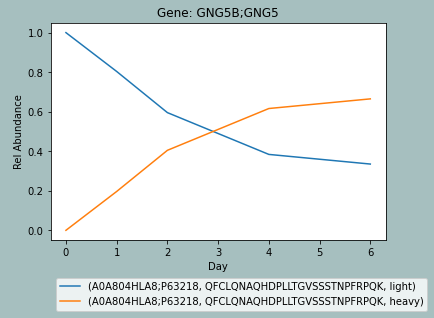 Gene: GNG5B;GNG5
1.0
0.8
0.6
0.4
0.2
0.0
Rel Abundance
0 1 2 3 4 5 6
Day
(A0A804HLA8;P63218, QFCLQNAQHDPLLTGVSSSTNPFRPQK, light)
(A0A804HLA8;P63218, QFCLQNAQHDPLLTGVSSSTNPFRPQK, heavy)